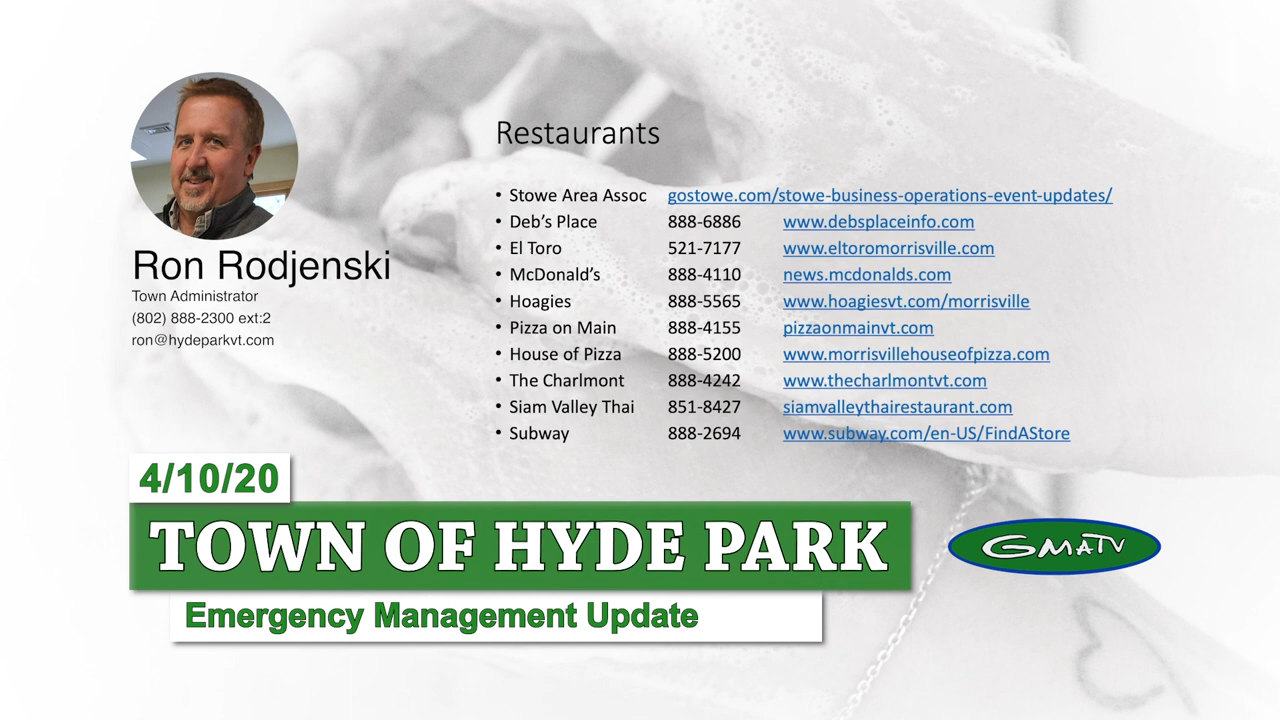 Ron Rodjenski
Town Administrator
(802) 888-2300 ext:2
ron@hydeparkvt.com
Restaurants
• Stowe Area Assoc gostowe.com/stowe-business-operations-event-updates/
• Deb’s Place 888-6886 www.debsplaceinfo.com
• El Toro 521-7177 www.eltoromorrisville.com
• McDonald’s 888-4110 news.mcdonalds.com
• Hoagies 888-5565 www.hoagiesvt.com/morrisville
• Pizza on Main 888-4155 pizzaonmainvt.com
• House of Pizza 888-5200 www.morrisvillehouseofpizza.com
• The Charlmont 888-4242 www.thecharlmontvt.com
• Siam Valley Thai 851-8427 siamvalleythairestaurant.com
• Subway 888-2694 www.subway.com/en-US/FindAStore
4/10/20
TOWN OF HYDE PARK
GMATV
Emergency Management Update